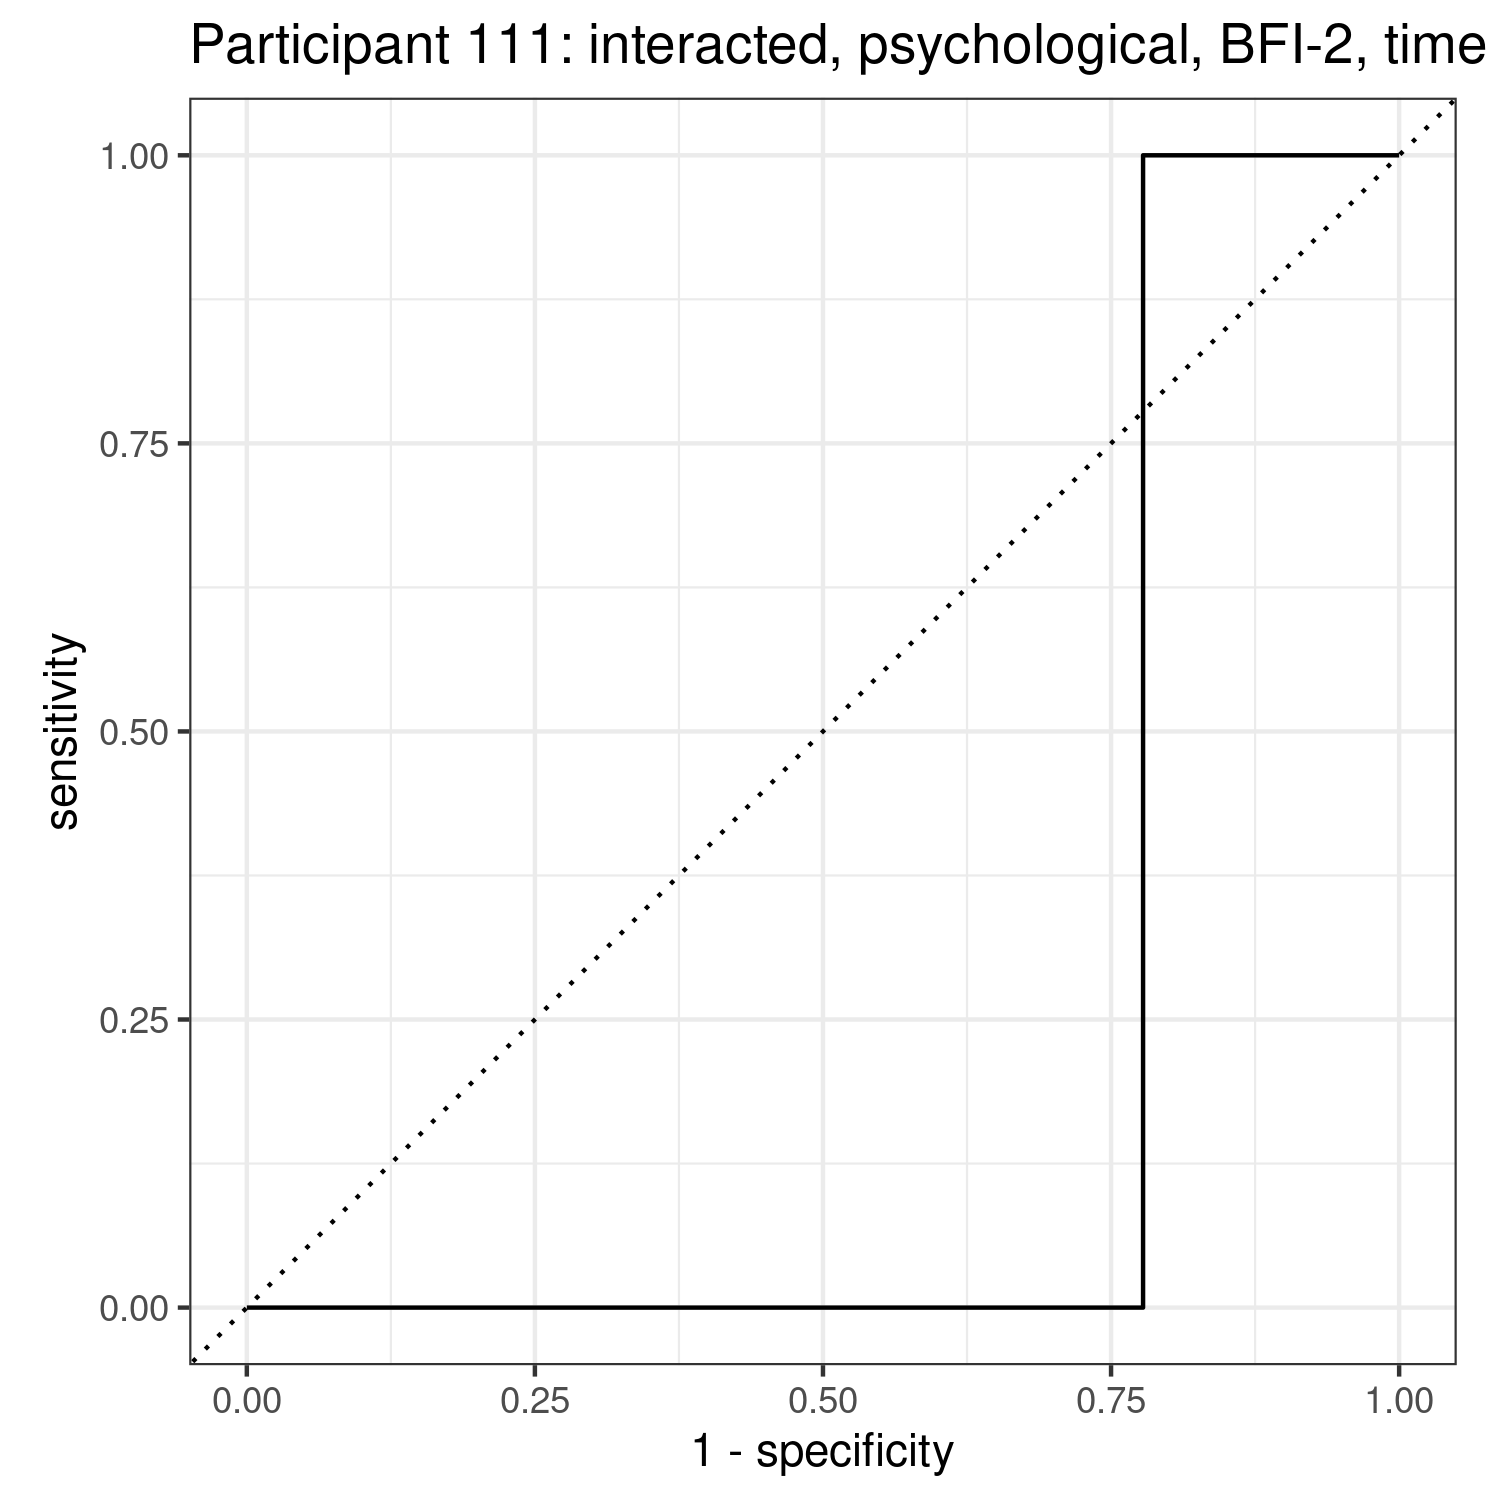 Participant 111: interacted, psychological, BFI-2, time
1.00
0.75
0.50
0.25
0.00
sensitivity
0.00 0.25 0.50 0.75 1.00
1 - specificity